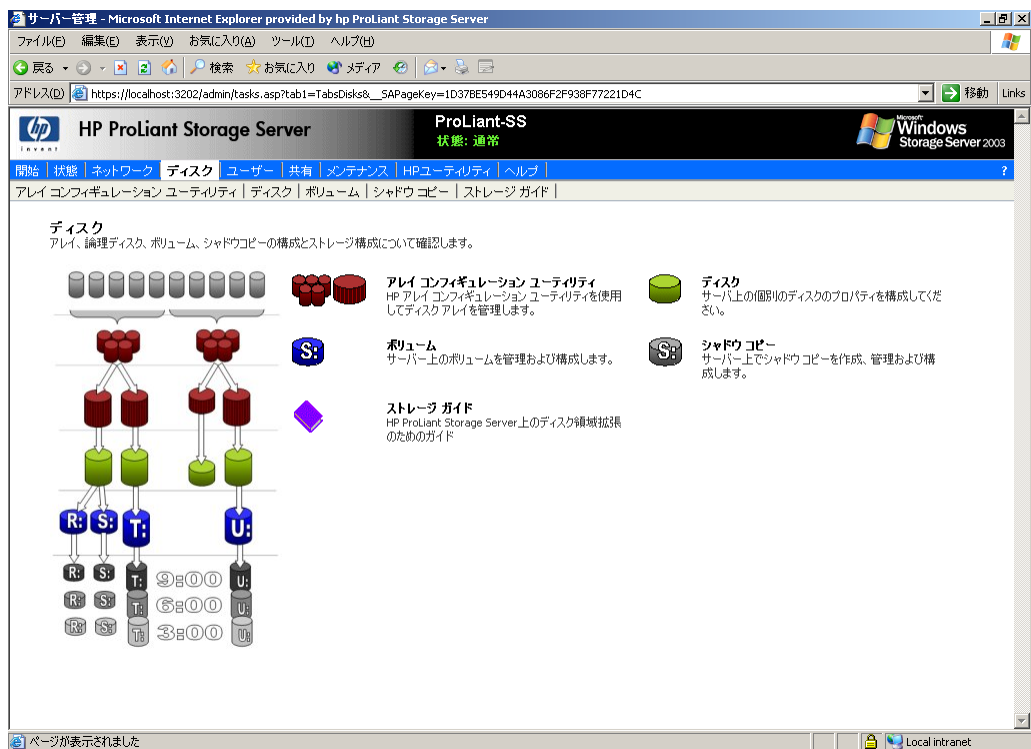 サーバー管理 - Microsoft Internet Explorer provided by hp ProLiant Storage Server
ファイル(F) 編集(E) 表示(V) お気に入り(A) ツール(T) ヘルプ(H)
戻る 検索 お気に入り メディア
アドレス(D) https://localhost:3202/admin/tasks.asp?tab1=TabsDisks&__SAPageKey=1D37BE549D44A3086F2F938F77221D4C 移動 Links
hp
invent
HP ProLiant Storage Server
ProLiant-SS
状態: 通常
Microsoft
Windows
Storage Server 2003
開始 状態 ネットワーク ディスク ユーザー 共有 メンテナンス HPユーティリティ ヘルプ ?
アレイ コンフィギュレーション ユーティリティ ディスク ボリューム シャドウ コピー ストレージ ガイド
ディスク
アレイ、論理ディスク、ボリューム、シャドウコピーの構成とストレージ構成について確認します。
アレイ コンフィギュレーション ユーティリティ
HP アレイ コンフィギュレーション ユーティリティを使用
してディスク アレイを管理します。
ディスク
サーバ上の個別のディスクのプロパティを構成してくだ
さい。
S:
ボリューム
サーバー上のボリュームを管理および構成します。
S:
シャドウ コピー
サーバー上でシャドウ コピーを作成、管理および構
成します。
ストレージ ガイド
HP ProLiant Storage Server上のディスク領域拡張
のためのガイド
R: S: T: U:
R: S: T: 9:00 U:
R: S: T: 6:00 U:
R: S: T: 3:00 U:
ページが表示されました Local intranet